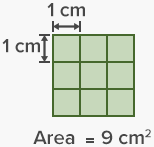 1 cm
1 cm
Area = 9 cm²